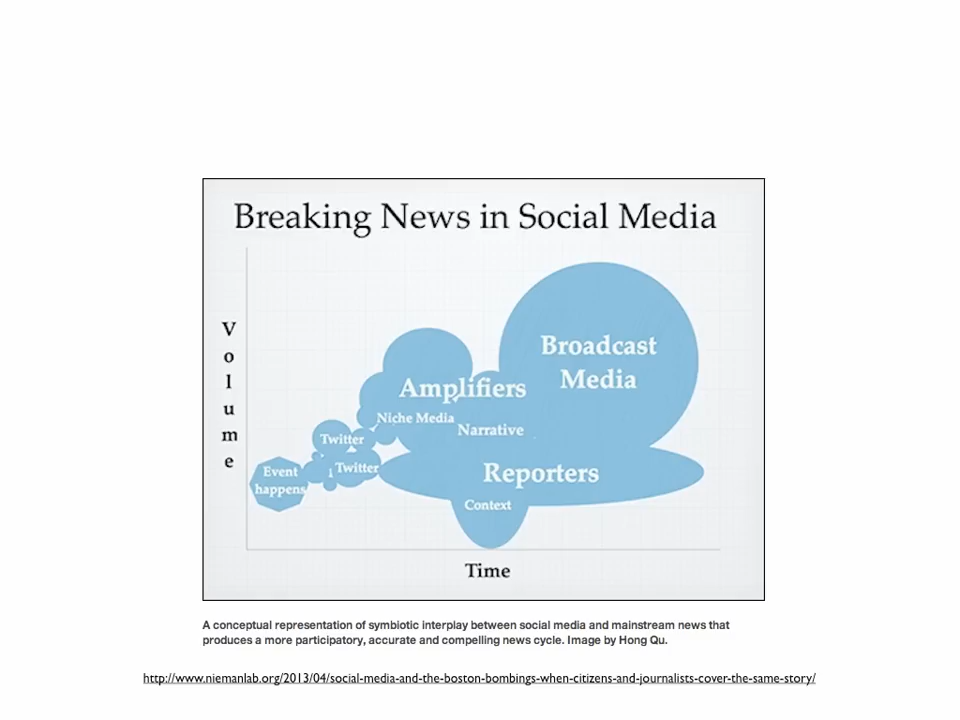 Breaking News in Social Media
Volume
Broadcast
Media
Amplifiers
Niche Media
Narrative
Twitter
Twitter
Event
happens
Reporters
Context
Time
A conceptual representation of symbiotic interplay between social media and mainstream news that
produces a more participatory, accurate and compelling news cycle. Image by Hong Qu.
http://www.niemanlab.org/2013/04/social-media-and-the-boston-bombings-when-citizens-and-journalists-cover-the-same-story/